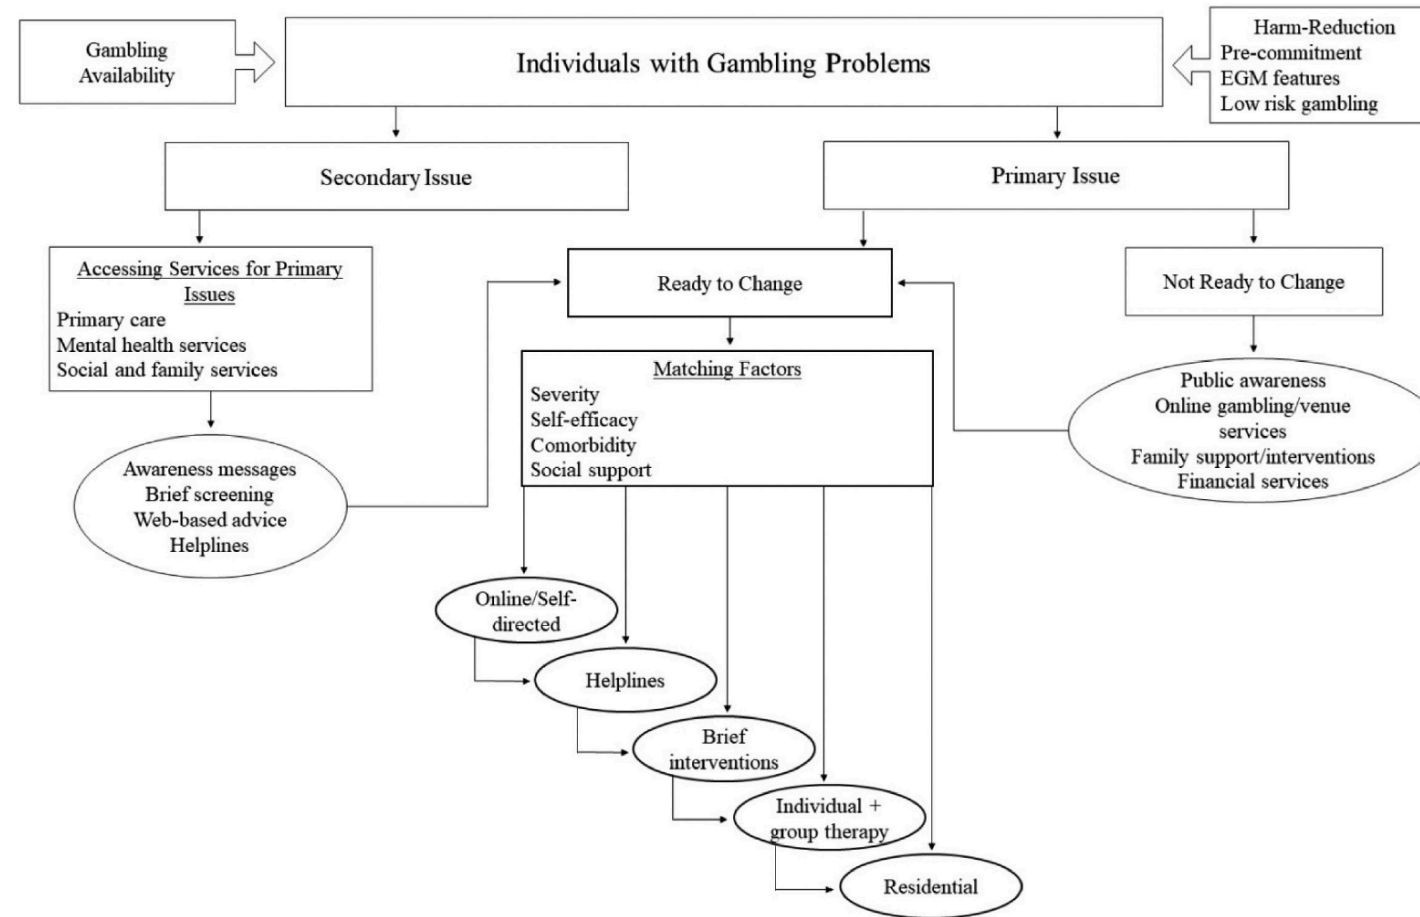 Gambling
Availability
Individuals with Gambling Problems
Harm-Reduction
Pre-commitment
EGM features
Low risk gambling
Secondary Issue
Primary Issue
Accessing Services for Primary
Issues
Primary care
Mental health services
Social and family services
Ready to Change
Not Ready to Change
Matching Factors
Severity
Self-efficacy
Comorbidity
Social support
Public awareness
Online gambling/venue
services
Family support/interventions
Financial services
Awareness messages
Brief screening
Web-based advice
Helplines
Online/Self-
directed
Helplines
Brief
interventions
Individual +
group therapy
Residential